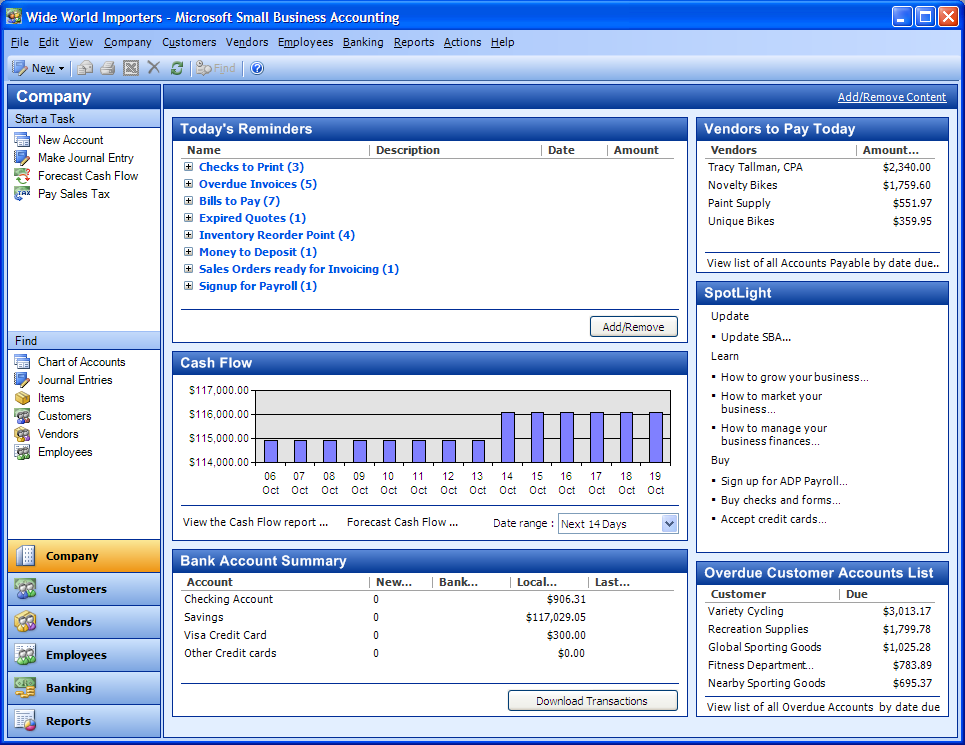 Wide World Importers - Microsoft Small Business Accounting
File Edit View Company Customers Vendors Employees Banking Reports Actions Help
New Find
Company
Start a Task
New Account
Make Journal Entry
Forecast Cash Flow
Pay Sales Tax
Find
Chart of Accounts
Journal Entries
Items
Customers
Vendors
Employees
Company
Customers
Vendors
Employees
Banking
Reports
Add/Remove Content
Today's Reminders
Name Description Date Amount
Checks to Print (3)
Overdue Invoices (5)
Bills to Pay (7)
Expired Quotes (1)
Inventory Reorder Point (4)
Money to Deposit (1)
Sales Orders ready for Invoicing (1)
Signup for Payroll (1)
Add/Remove
Cash Flow
$117,000.00
$116,000.00
$115,000.00
$114,000.00
06 07 08 09 10 11 12 13 14 15 16 17 18 19
Oct Oct Oct Oct Oct Oct Oct Oct Oct Oct Oct Oct Oct Oct
View the Cash Flow report ... Forecast Cash Flow ... Date range : Next 14 Days
Bank Account Summary
Account New... Bank... Local... Last...
Checking Account 0 $906.31
Savings 0 $117,029.05
Visa Credit Card 0 $300.00
Other Credit cards 0 $0.00
Download Transactions
Vendors to Pay Today
Vendors Amount...
Tracy Tallman, CPA $2,340.00
Novelty Bikes $1,759.60
Paint Supply $551.97
Unique Bikes $359.95
View list of all Accounts Payable by date due..
SpotLight
Update
▪ Update SBA...
Learn
▪ How to grow your business...
▪ How to market your
business...
▪ How to manage your
business finances...
Buy
▪ Sign up for ADP Payroll...
▪ Buy checks and forms...
▪ Accept credit cards...
Overdue Customer Accounts List
Customer Due
Variety Cycling $3,013.17
Recreation Supplies $1,799.78
Global Sporting Goods $1,025.28
Fitness Department... $783.89
Nearby Sporting Goods $695.37
View list of all Overdue Accounts by date due